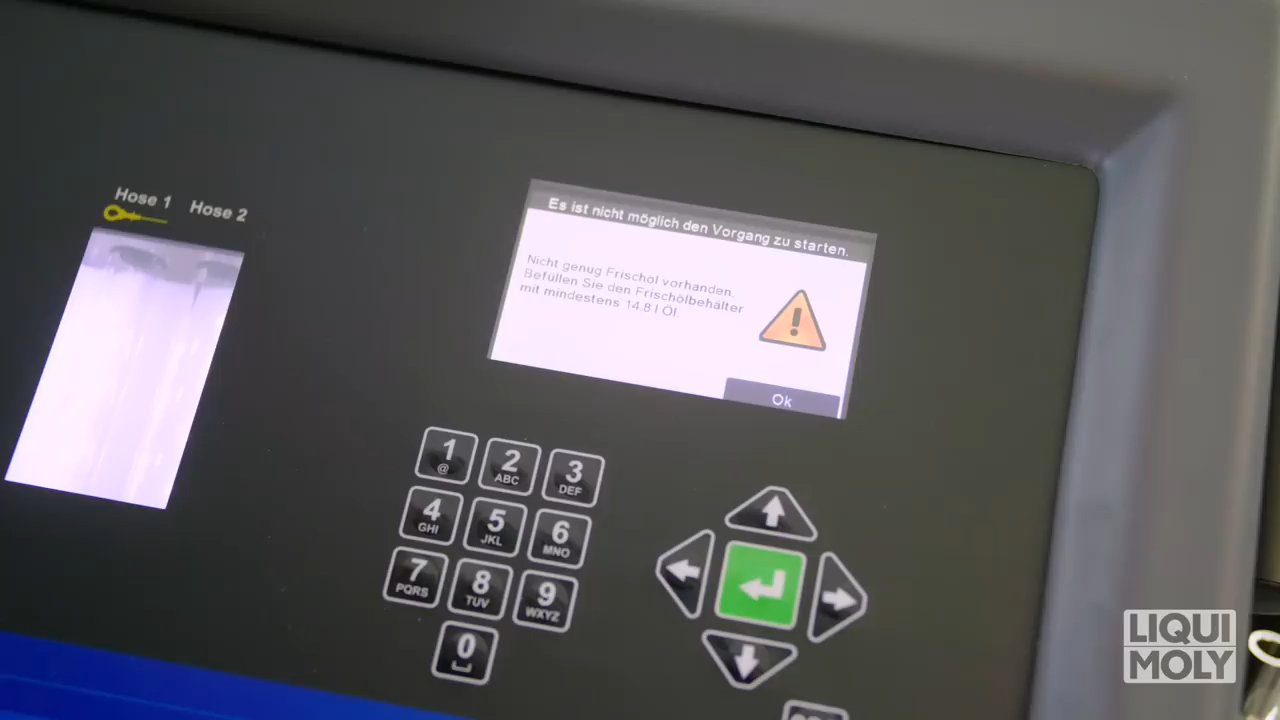 Hose 1
Hose 2
Es ist nicht möglich den Vorgang zu starten.
Nicht genug Frischöl vorhanden.
Befüllen Sie den Frischölbehälter
mit mindestens 14.8 l Öl.
Ok
1
@
2
ABC
3
DEF
4
GHI
5
JKL
6
MNO
7
PQRS
8
TUV
9
WXYZ
0
LIQUI
MOLY